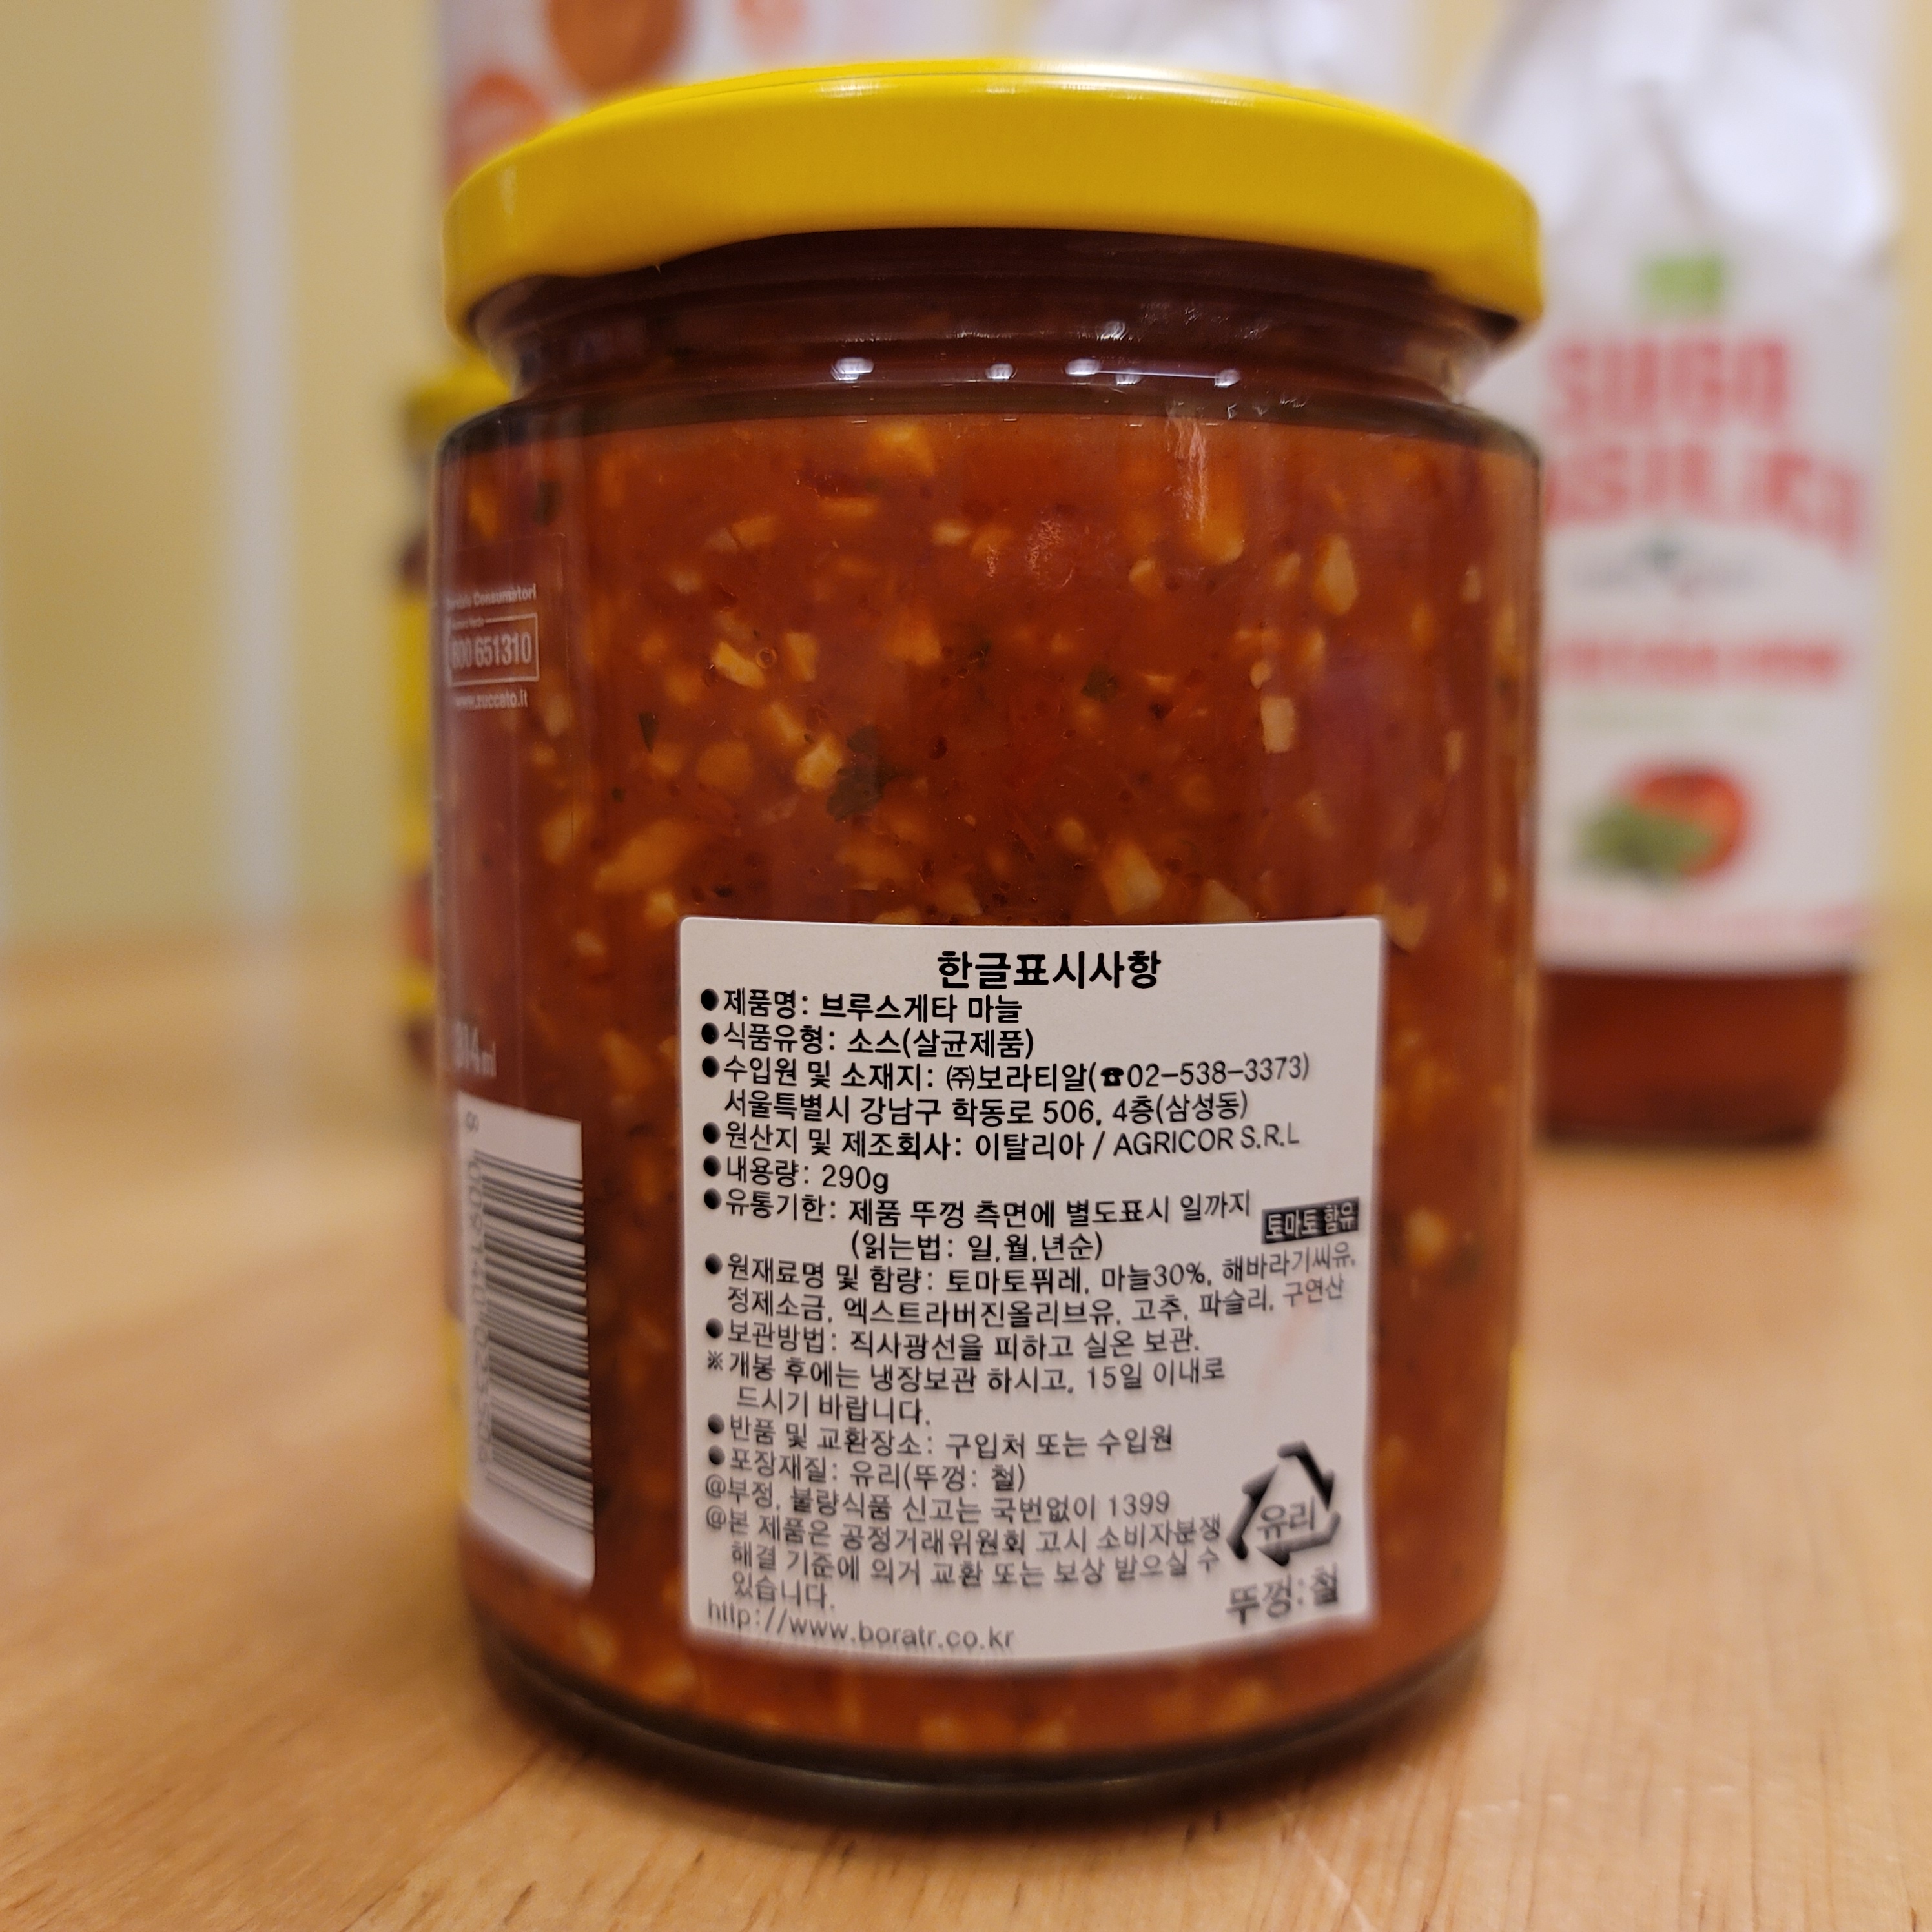 800 651310
www.zuccato.it
314 ml
한글표시사항
●제품명: 브루스게타 마늘
●식품유형: 소스(살균제품)
●수입원 및 소재지: ㈜보라티알(☎02-538-3373)
서울특별시 강남구 학동로 506, 4층(삼성동)
●원산지 및 제조회사: 이탈리아 / AGRICOR S.R.L
●내용량: 290g
●유통기한: 제품 뚜껑 측면에 별도표시 일까지
(읽는법: 일,월,년순)
토마토 함유
●원재료명 및 함량: 토마토퓌레, 마늘30%, 해바라기씨유,
정제소금, 엑스트라버진올리브유, 고추, 파슬리, 구연산
●보관방법: 직사광선을 피하고 실온 보관.
※개봉 후에는 냉장보관 하시고, 15일 이내로
드시기 바랍니다.
●반품 및 교환장소: 구입처 또는 수입원
●포장재질: 유리(뚜껑: 철)
@부정, 불량식품 신고는 국번없이 1399
@본 제품은 공정거래위원회 고시 소비자분쟁
해결 기준에 의거 교환 또는 보상 받으실 수
있습니다.
http://www.boratr.co.kr
유리
뚜껑:철
SUGO